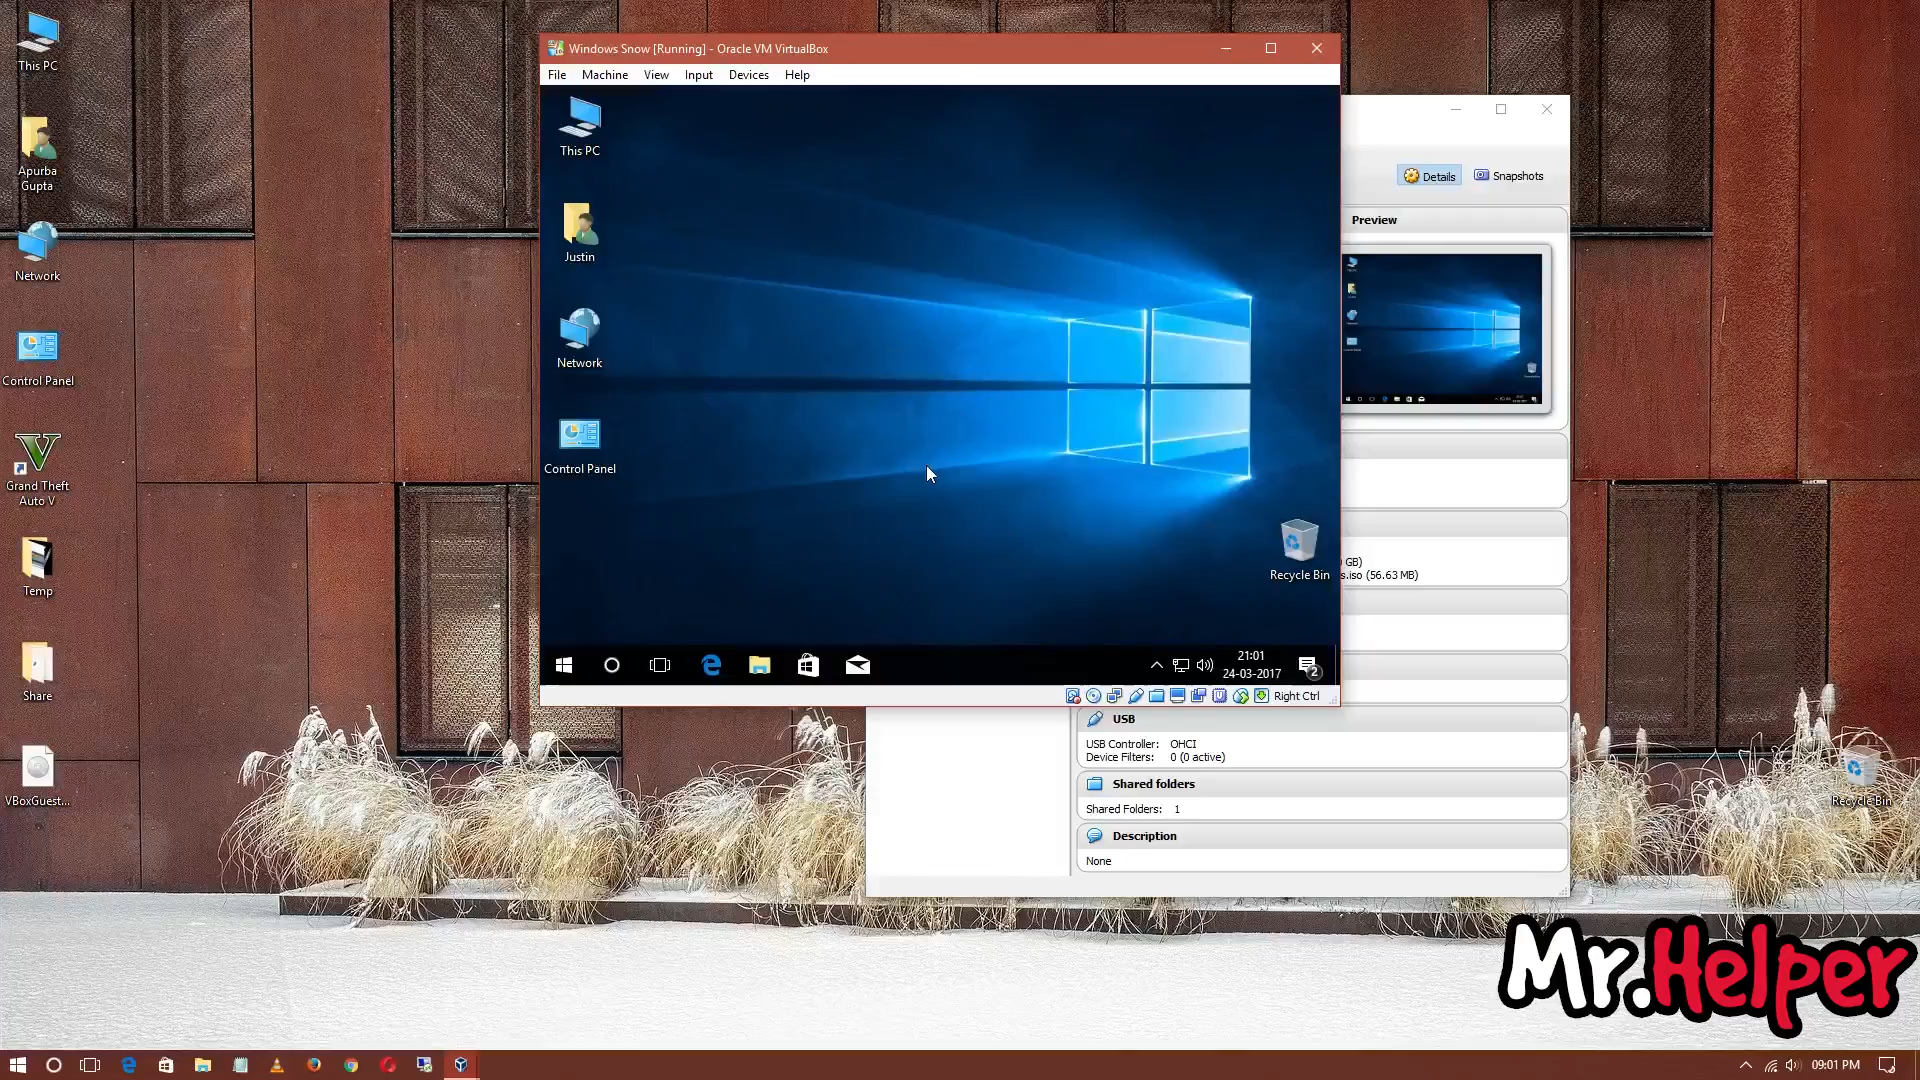 This PC
Apurba
Gupta
Network
Control Panel
Grand Theft
Auto V
Temp
Share
VBoxGuest...
Windows Snow [Running] - Oracle VM VirtualBox
File Machine View Input Devices Help
This PC
Justin
Network
Control Panel
Recycle Bin
21:01
24-03-2017
2
Right Ctrl
Details Snapshots
Preview
GB)
s.iso (56.63 MB)
USB
USB Controller: OHCI
Device Filters: 0 (0 active)
Shared folders
Shared Folders: 1
Description
None
Recycle Bin
Mr.Helper
09:01 PM